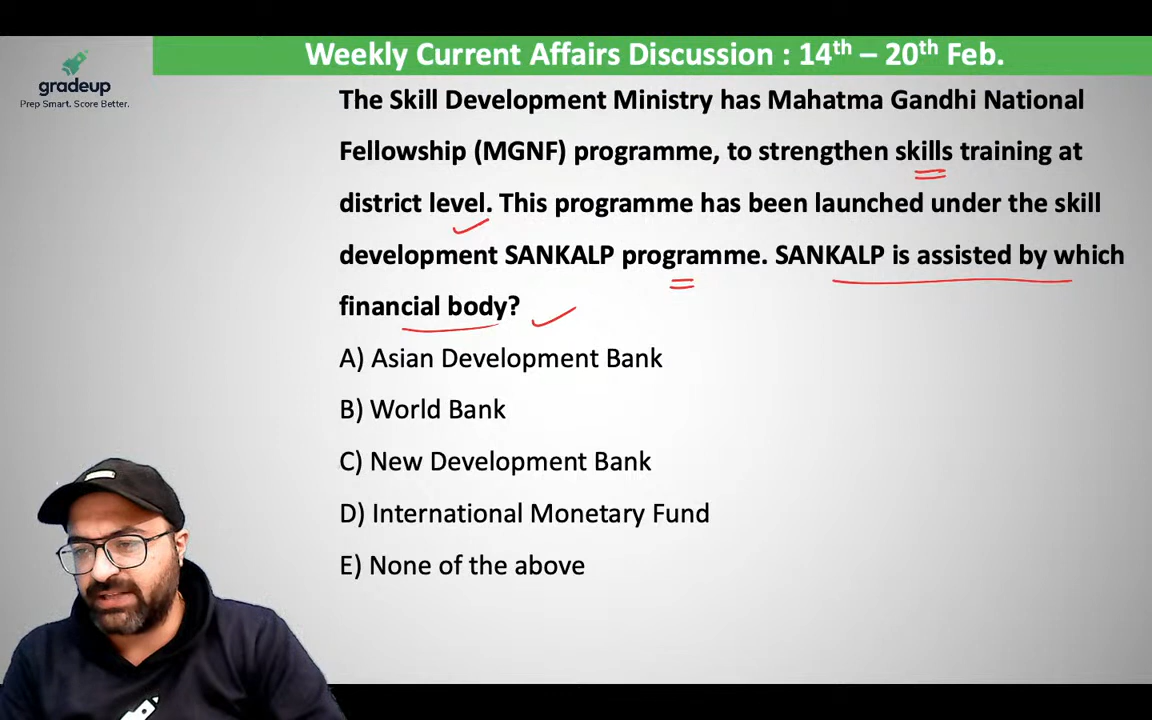 Weekly Current Affairs Discussion : 14th – 20th Feb.
gradeup
Prep Smart. Score Better.
The Skill Development Ministry has Mahatma Gandhi National
Fellowship (MGNF) programme, to strengthen skills training at
district level. This programme has been launched under the skill
development SANKALP programme. SANKALP is assisted by which
financial body?
A) Asian Development Bank
B) World Bank
C) New Development Bank
D) International Monetary Fund
E) None of the above